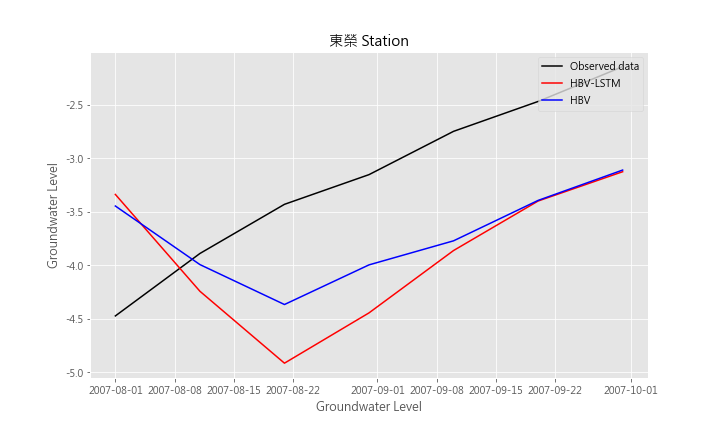 東榮 Station
Observed data
HBV-LSTM
HBV
Groundwater Level
-2.5
-3.0
-3.5
-4.0
-4.5
-5.0
2007-08-01 2007-08-08 2007-08-15 2007-08-22 2007-09-01 2007-09-08 2007-09-15 2007-09-22 2007-10-01
Groundwater Level